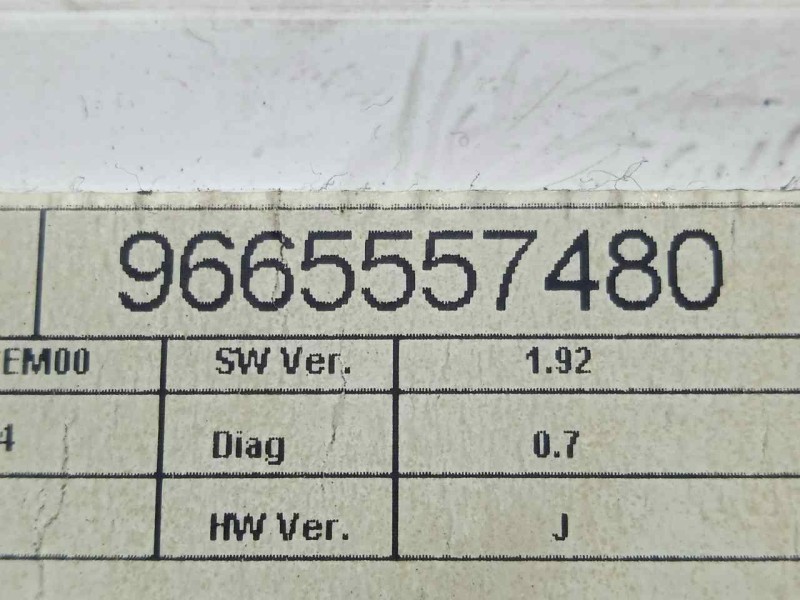 9665557480
EM00 SW Ver. 1.92
4 Diag 0.7
HW Ver. J